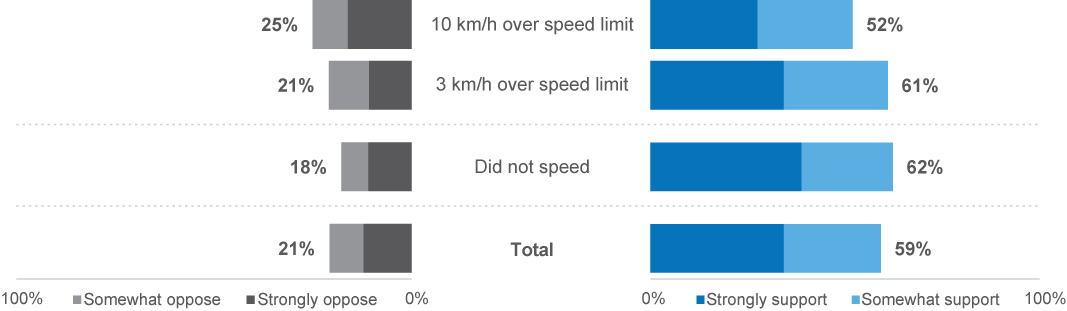 25% 10 km/h over speed limit 52%
21% 3 km/h over speed limit 61%
18% Did not speed 62%
21% Total 59%
100% Somewhat oppose Strongly oppose 0% 0% Strongly support Somewhat support 100%